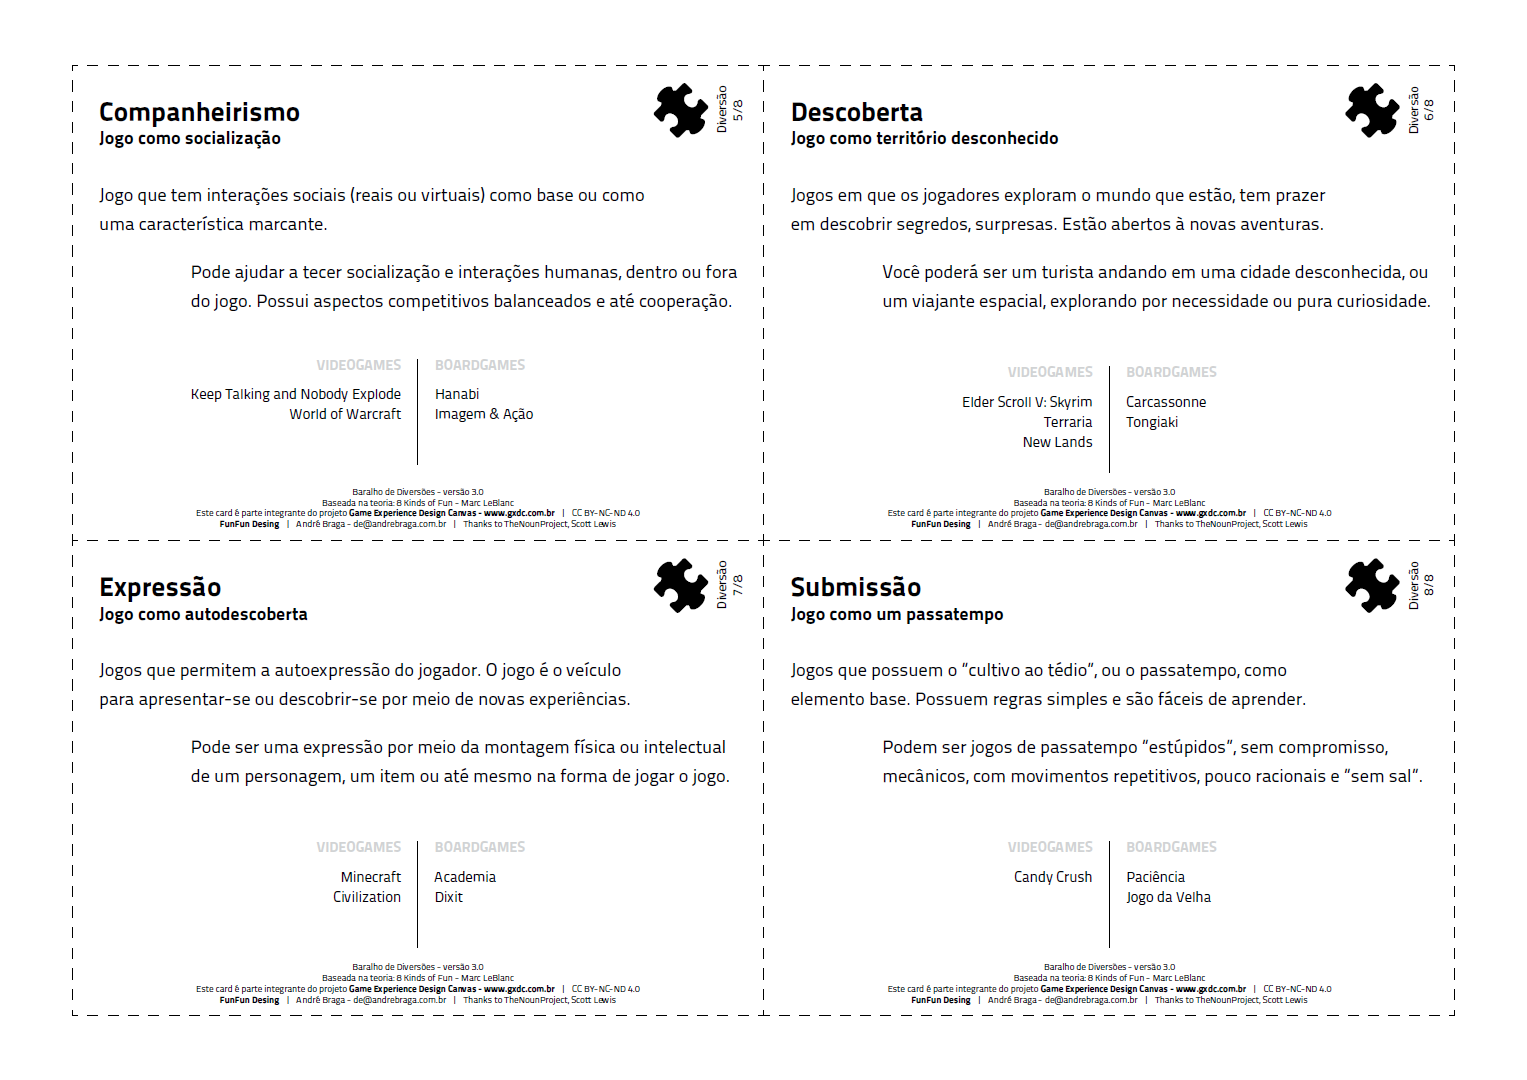 Companheirismo
Jogo como socialização
Diversão
5/8
Jogo que tem interações sociais (reais ou virtuais) como base ou como
uma característica marcante.
Pode ajudar a tecer socialização e interações humanas, dentro ou fora
do jogo. Possui aspectos competitivos balanceados e até cooperação.
VIDEOGAMES
Keep Talking and Nobody Explode
World of Warcraft
BOARDGAMES
Hanabi
Imagem & Ação
Baralho de Diversões - versão 3.0
Baseada na teoria: 8 Kinds of Fun - Marc LeBlanc
Este card é parte integrante do projeto Game Experience Design Canvas - www.gxdc.com.br | CC BY-NC-ND 4.0
FunFun Desing | André Braga - de@andrebraga.com.br | Thanks to TheNounProject, Scott Lewis
Descoberta
Jogo como território desconhecido
Diversão
6/8
Jogos em que os jogadores exploram o mundo que estão, tem prazer
em descobrir segredos, surpresas. Estão abertos à novas aventuras.
Você poderá ser um turista andando em uma cidade desconhecida, ou
um viajante espacial, explorando por necessidade ou pura curiosidade.
VIDEOGAMES
Elder Scroll V: Skyrim
Terraria
New Lands
BOARDGAMES
Carcassonne
Tongiaki
Baralho de Diversões - versão 3.0
Baseada na teoria: 8 Kinds of Fun - Marc LeBlanc
Este card é parte integrante do projeto Game Experience Design Canvas - www.gxdc.com.br | CC BY-NC-ND 4.0
FunFun Desing | André Braga - de@andrebraga.com.br | Thanks to TheNounProject, Scott Lewis
Expressão
Jogo como autodescoberta
Diversão
7/8
Jogos que permitem a autoexpressão do jogador. O jogo é o veículo
para apresentar-se ou descobrir-se por meio de novas experiências.
Pode ser uma expressão por meio da montagem física ou intelectual
de um personagem, um item ou até mesmo na forma de jogar o jogo.
VIDEOGAMES
Minecraft
Civilization
BOARDGAMES
Academia
Dixit
Baralho de Diversões - versão 3.0
Baseada na teoria: 8 Kinds of Fun - Marc LeBlanc
Este card é parte integrante do projeto Game Experience Design Canvas - www.gxdc.com.br | CC BY-NC-ND 4.0
FunFun Desing | André Braga - de@andrebraga.com.br | Thanks to TheNounProject, Scott Lewis
Submissão
Jogo como um passatempo
Diversão
8/8
Jogos que possuem o "cultivo ao tédio", ou o passatempo, como
elemento base. Possuem regras simples e são fáceis de aprender.
Podem ser jogos de passatempo "estúpidos", sem compromisso,
mecânicos, com movimentos repetitivos, pouco racionais e "sem sal".
VIDEOGAMES
Candy Crush
BOARDGAMES
Paciência
Jogo da Velha
Baralho de Diversões - versão 3.0
Baseada na teoria: 8 Kinds of Fun - Marc LeBlanc
Este card é parte integrante do projeto Game Experience Design Canvas - www.gxdc.com.br | CC BY-NC-ND 4.0
FunFun Desing | André Braga - de@andrebraga.com.br | Thanks to TheNounProject, Scott Lewis